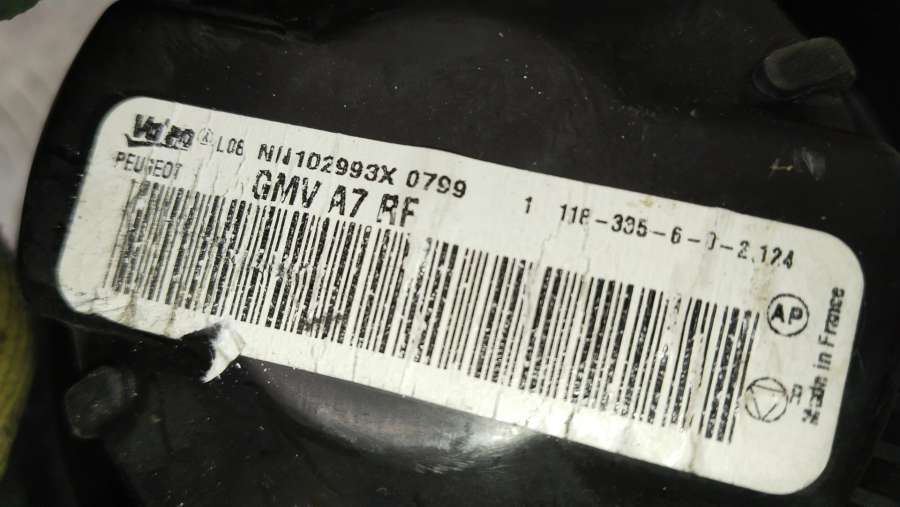 Valeo L06 NN102993X 0799 1 118-335-6-0-2.124
PEUGEOT GMV A7 RF
AP
R
Made in France